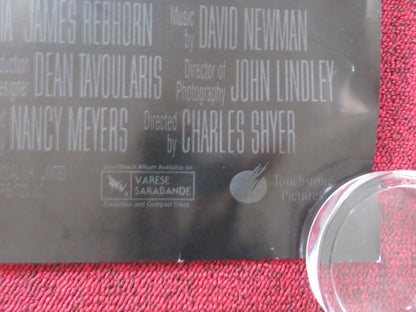 JAMES REBHORN Music by DAVID NEWMAN
DEAN TAVOULARIS Director of Photography JOHN LINDLEY
NANCY MEYERS Directed by CHARLES SHYER
Soundtrack Album Available on
VARESE
SARABANDE
Cassettes and Compact Discs
Touchstone
Pictures